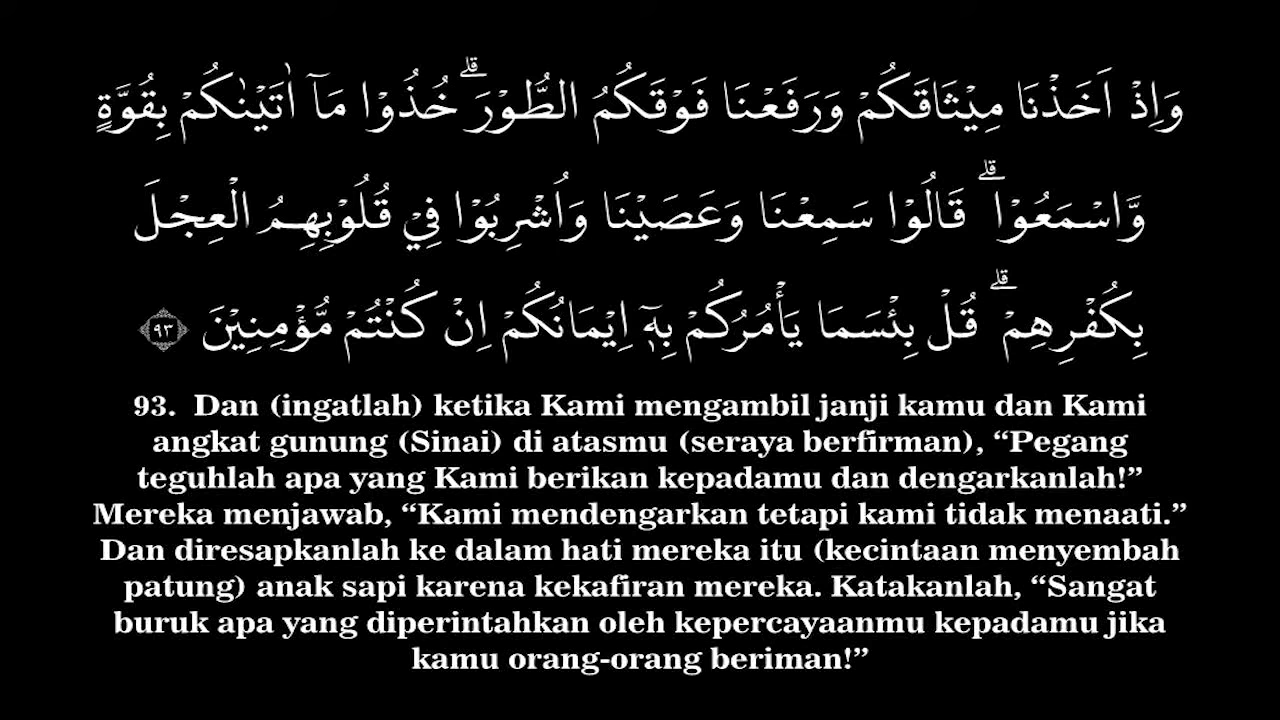 وَاِذْ اَخَذْنَا مِيْثَاقَكُمْ وَرَفَعْنَا فَوْقَكُمُ الطُّوْرَۗ خُذُوْا مَآ اٰتَيْنٰكُمْ بِقُوَّةٍ
وَّاسْمَعُوْاۗ قَالُوْا سَمِعْنَا وَعَصَيْنَا وَاُشْرِبُوْا فِيْ قُلُوْبِهِمُ الْعِجْلَ
بِكُفْرِهِمْۗ قُلْ بِئْسَمَا يَأْمُرُكُمْ بِهٖٓ اِيْمَانُكُمْ اِنْ كُنْتُمْ مُّؤْمِنِيْنَ ٩٣
93. Dan (ingatlah) ketika Kami mengambil janji kamu dan Kami
angkat gunung (Sinai) di atasmu (seraya berfirman), “Pegang
teguhlah apa yang Kami berikan kepadamu dan dengarkanlah!”
Mereka menjawab, “Kami mendengarkan tetapi kami tidak menaati.”
Dan diresapkanlah ke dalam hati mereka itu (kecintaan menyembah
patung) anak sapi karena kekafiran mereka. Katakanlah, “Sangat
buruk apa yang diperintahkan oleh kepercayaanmu kepadamu jika
kamu orang-orang beriman!”